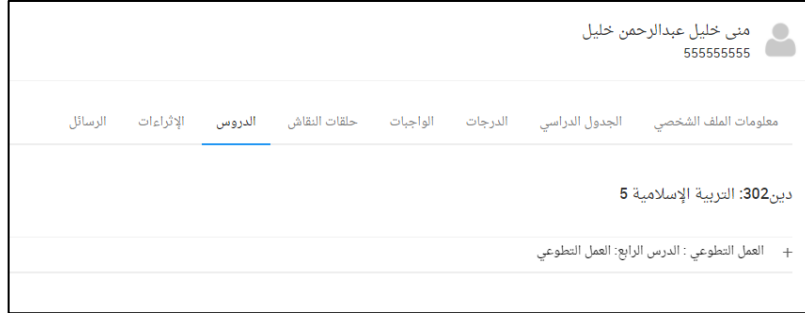 منى خليل عبدالرحمن خليل
555555555
معلومات الملف الشخصي الجدول الدراسي الدرجات الواجبات حلقات النقاش الدروس الإثراءات الرسائل
دين302: التربية الإسلامية 5
+ العمل التطوعي : الدرس الرابع: العمل التطوعي